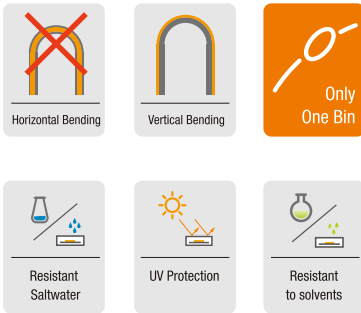 Horizontal Bending
Vertical Bending
Only
One Bin
Resistant
Saltwater
UV Protection
Resistant
to solvents